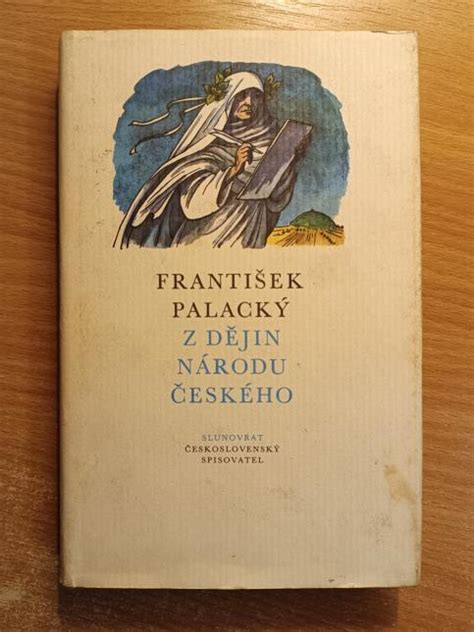 FRANTIŠEK
PALACKÝ
Z DĚJIN
NÁRODU
ČESKÉHO
SLUNOVRAT
ČESKOSLOVENSKÝ
SPISOVATEL